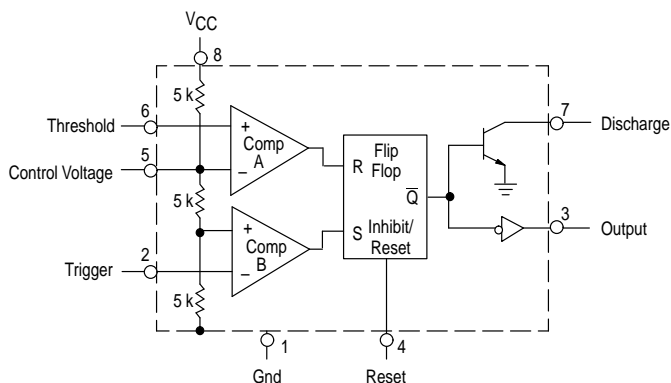 VCC
8
5 k
6
Threshold
+
Comp
A
–
5
Control Voltage
5 k
+
Comp
B
–
2
Trigger
5 k
R
Flip
Flop
Q
S
Inhibit/
Reset
7
Discharge
3
Output
1
Gnd
4
Reset